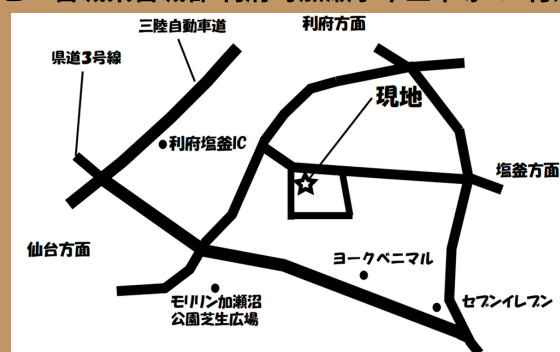 三陸自動車道
利府方面
県道3号線
現地
利府塩釜IC
塩釜方面
仙台方面
ヨークベニマル
モリリン加瀬沼
公園芝生広場
セブンイレブン